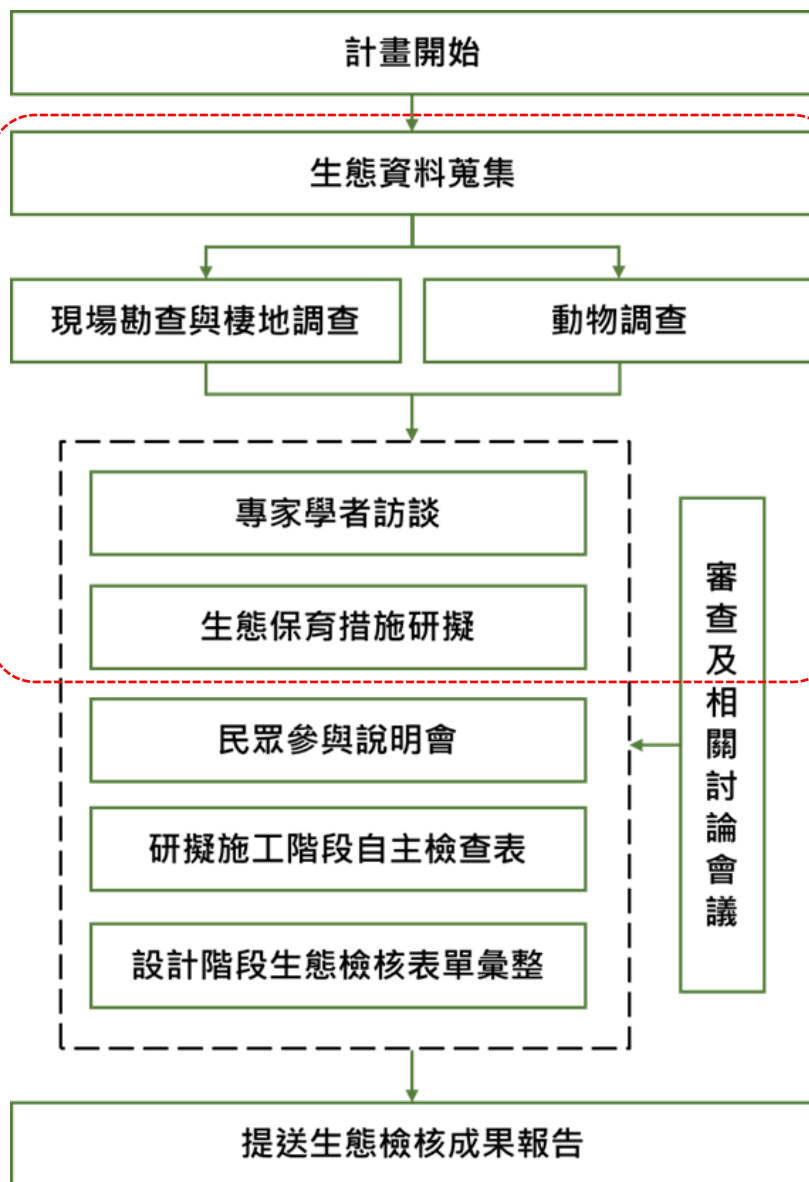 計畫開始
生態資料蒐集
現場勘查與棲地調查
動物調查
專家學者訪談
生態保育措施研擬
民眾參與說明會
研擬施工階段自主檢查表
設計階段生態檢核表單彙整
審查及相關討論會議
提送生態檢核成果報告